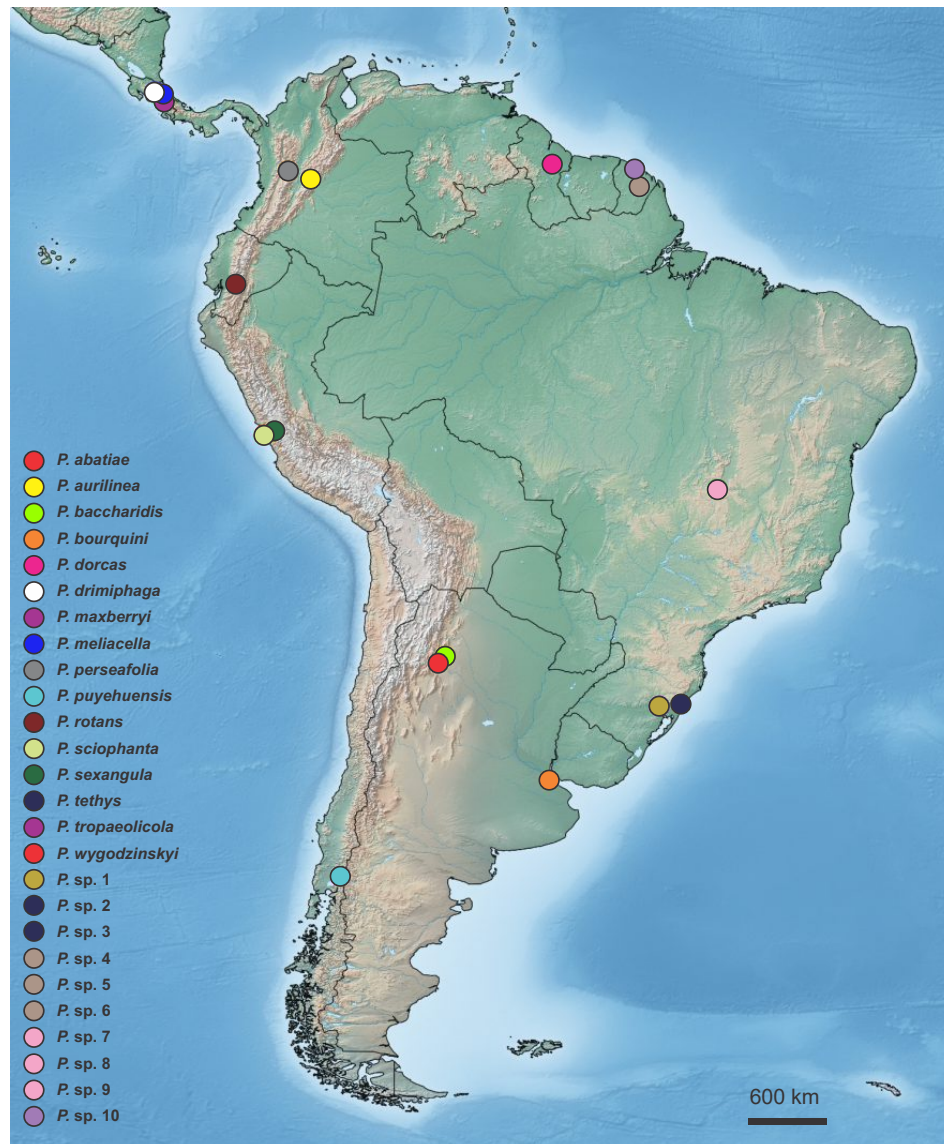 P. abatiae
P. aurilinea
P. baccharidis
P. bourquini
P. dorcas
P. drimiphaga
P. maxberryi
P. meliacella
P. perseafolia
P. puyehuensis
P. rotans
P. sciophanta
P. sexangula
P. tethys
P. tropaeolicola
P. wygodzinskyi
P. sp. 1
P. sp. 2
P. sp. 3
P. sp. 4
P. sp. 5
P. sp. 6
P. sp. 7
P. sp. 8
P. sp. 9
P. sp. 10
600 km